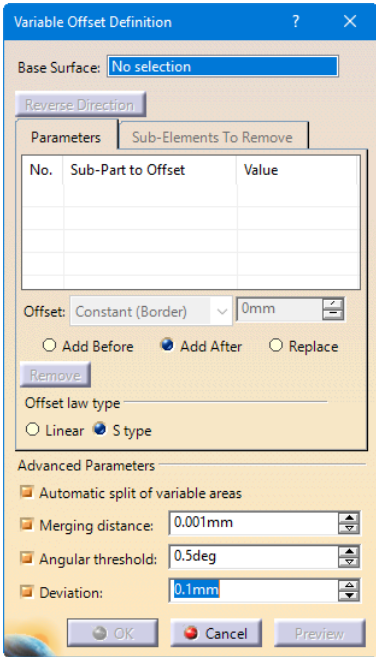 Variable Offset Definition ? ×
Base Surface: No selection
Reverse Direction
Parameters Sub-Elements To Remove
No. Sub-Part to Offset Value
Offset: Constant (Border) 0mm
Add Before Add After Replace
Remove
Offset law type
Linear S type
Advanced Parameters
Automatic split of variable areas
Merging distance: 0.001mm
Angular threshold: 0.5deg
Deviation: 0.1mm
OK Cancel Preview